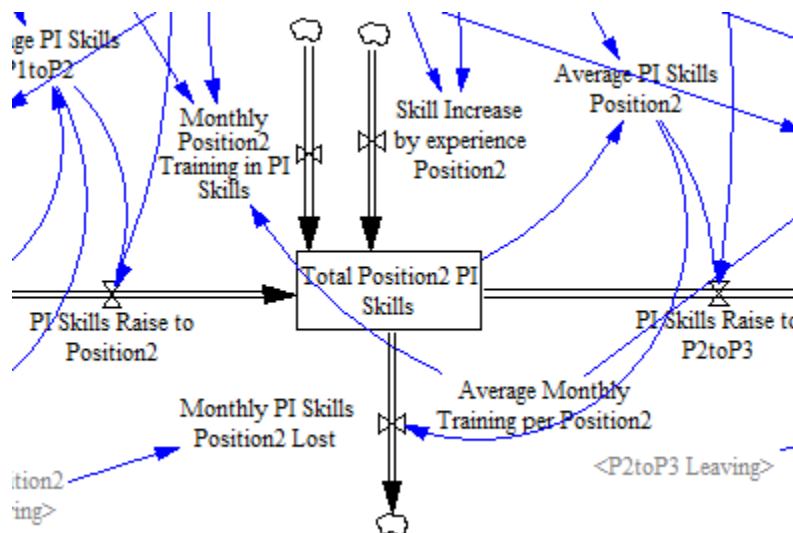 ge PI Skills
P1toP2
Monthly
Position2
Training in PI
Skills
Skill Increase
by experience
Position2
Average PI Skills
Position2
Total Position2 PI
Skills
PI Skills Raise to
Position2
PI Skills Raise to
P2toP3
Monthly PI Skills
Position2 Lost
Average Monthly
Training per Position2
<P2toP3 Leaving>
ition2
ring>